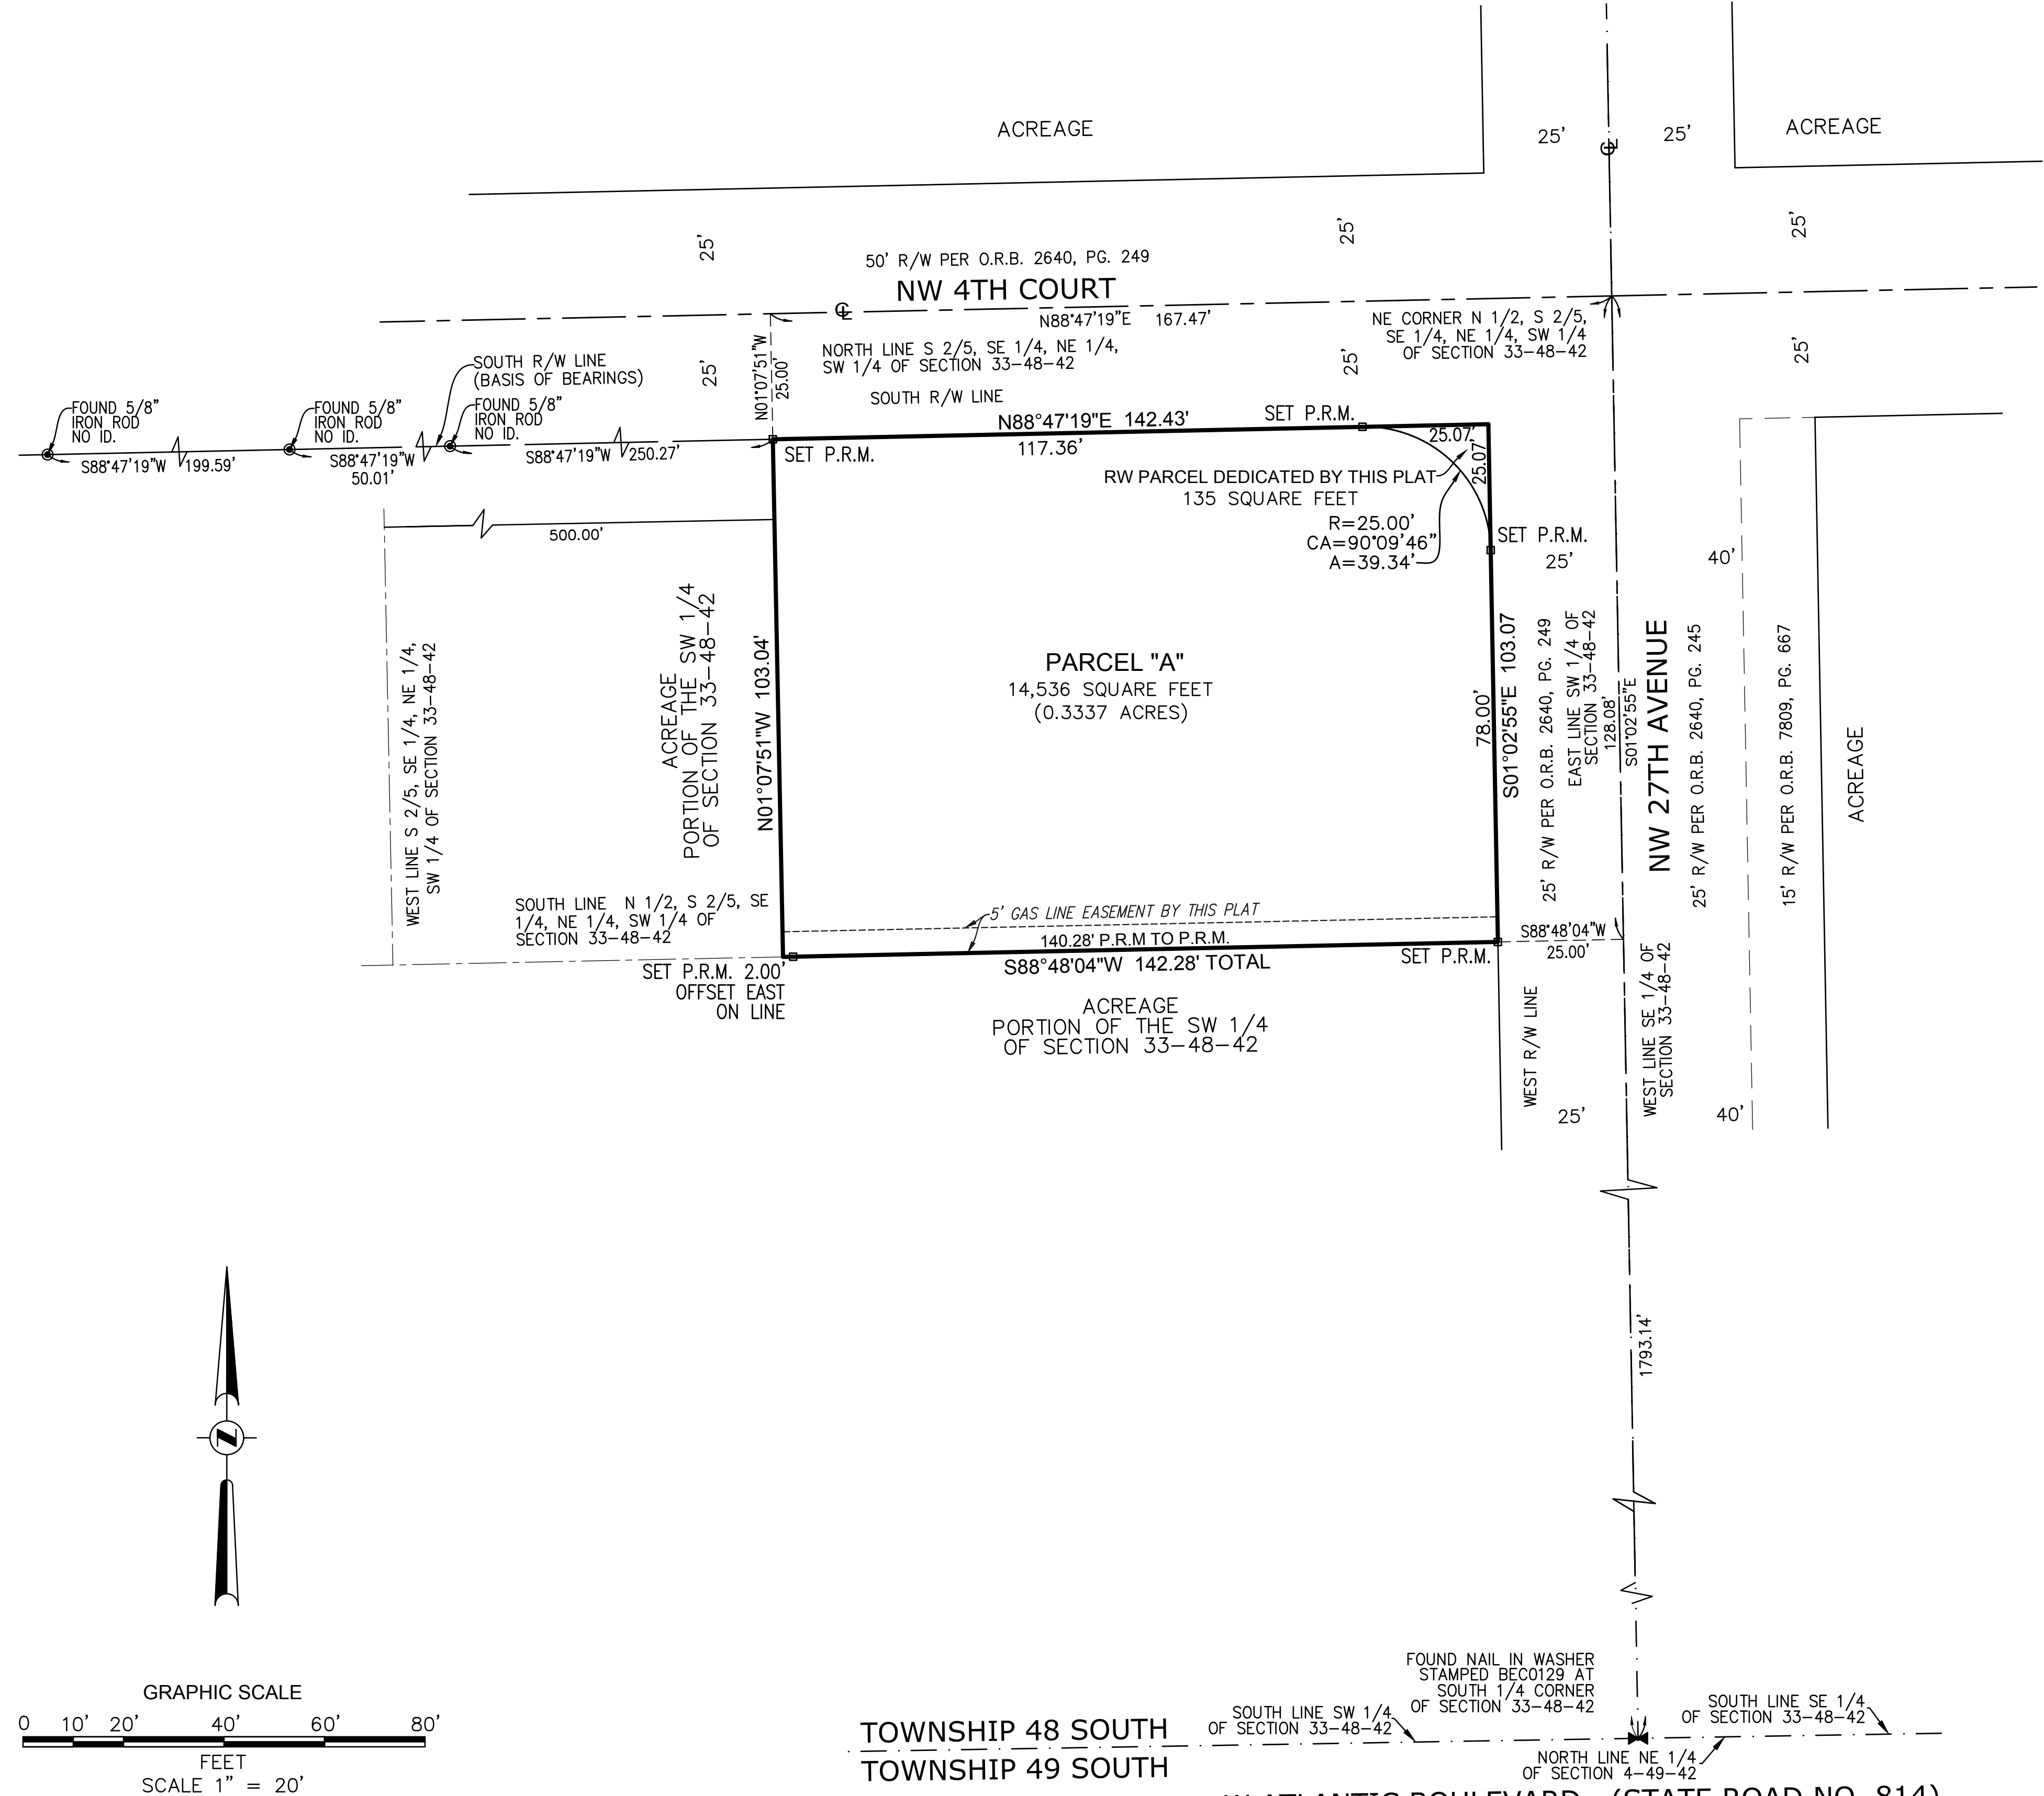 ACREAGE
25'
25'
ACREAGE
℄
25'
25'
25'
50' R/W PER O.R.B. 2640, PG. 249
NW 4TH COURT
℄
N88°47'19"E 167.47'
NE CORNER N 1/2, S 2/5,
SE 1/4, NE 1/4, SW 1/4
OF SECTION 33-48-42
NORTH LINE S 2/5, SE 1/4, NE 1/4,
SW 1/4 OF SECTION 33-48-42
N01°07'51"W
25.00'
25'
25'
25'
SOUTH R/W LINE
(BASIS OF BEARINGS)
SOUTH R/W LINE
FOUND 5/8"
IRON ROD
NO ID.
FOUND 5/8"
IRON ROD
NO ID.
FOUND 5/8"
IRON ROD
NO ID.
N88°47'19"E 142.43'
SET P.R.M.
S88°47'19"W 199.59'
S88°47'19"W
50.01'
S88°47'19"W 250.27'
SET P.R.M.
117.36'
25.07'
25.07'
RW PARCEL DEDICATED BY THIS PLAT
135 SQUARE FEET
R=25.00'
CA=90°09'46"
A=39.34'
SET P.R.M.
500.00'
25'
40'
WEST LINE S 2/5, SE 1/4, NE 1/4,
SW 1/4 OF SECTION 33-48-42
ACREAGE
PORTION OF THE SW 1/4
OF SECTION 33-48-42
N01°07'51"W 103.04'
PARCEL "A"
14,536 SQUARE FEET
(0.3337 ACRES)
78.00'
S01°02'55"E 103.07
25' R/W PER O.R.B. 2640, PG. 249
EAST LINE SW 1/4 OF
SECTION 33-48-42
128.08'
S01°02'55"E
NW 27TH AVENUE
25' R/W PER O.R.B. 2640, PG. 245
15' R/W PER O.R.B. 7809, PG. 667
ACREAGE
SOUTH LINE N 1/2, S 2/5, SE
1/4, NE 1/4, SW 1/4 OF
SECTION 33-48-42
5' GAS LINE EASEMENT BY THIS PLAT
140.28' P.R.M TO P.R.M.
S88°48'04"W 142.28' TOTAL
SET P.R.M.
S88°48'04"W
25.00'
SET P.R.M. 2.00'
OFFSET EAST
ON LINE
ACREAGE
PORTION OF THE SW 1/4
OF SECTION 33-48-42
WEST R/W LINE
WEST LINE SE 1/4 OF
SECTION 33-48-42
25'
40'
1793.14'
N
GRAPHIC SCALE
0 10' 20' 40' 60' 80'
FEET
SCALE 1" = 20'
FOUND NAIL IN WASHER
STAMPED BEC0129 AT
SOUTH 1/4 CORNER
OF SECTION 33-48-42
SOUTH LINE SW 1/4
OF SECTION 33-48-42
SOUTH LINE SE 1/4
OF SECTION 33-48-42
TOWNSHIP 48 SOUTH
TOWNSHIP 49 SOUTH
NORTH LINE NE 1/4
OF SECTION 4-49-42
W ATLANTIC BOULEVARD (STATE ROAD NO. 814)